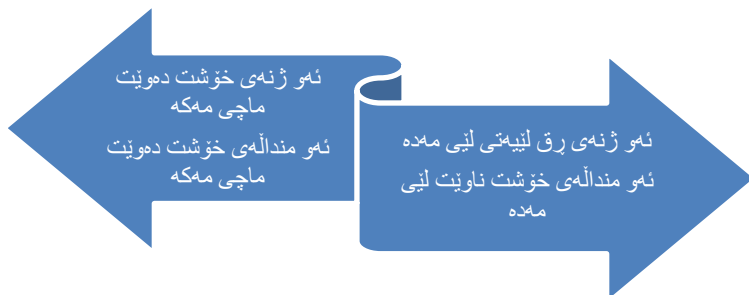 ئەو ژنەی خۆشت دەوێت
ماچی مەکە
ئەو منداڵەی خۆشت دەوێت
ماچی مەکە
ئەو ژنەی ڕق لێیەتی لێی مەدە
ئەو منداڵەی خۆشت ناوێت لێی
مەدە